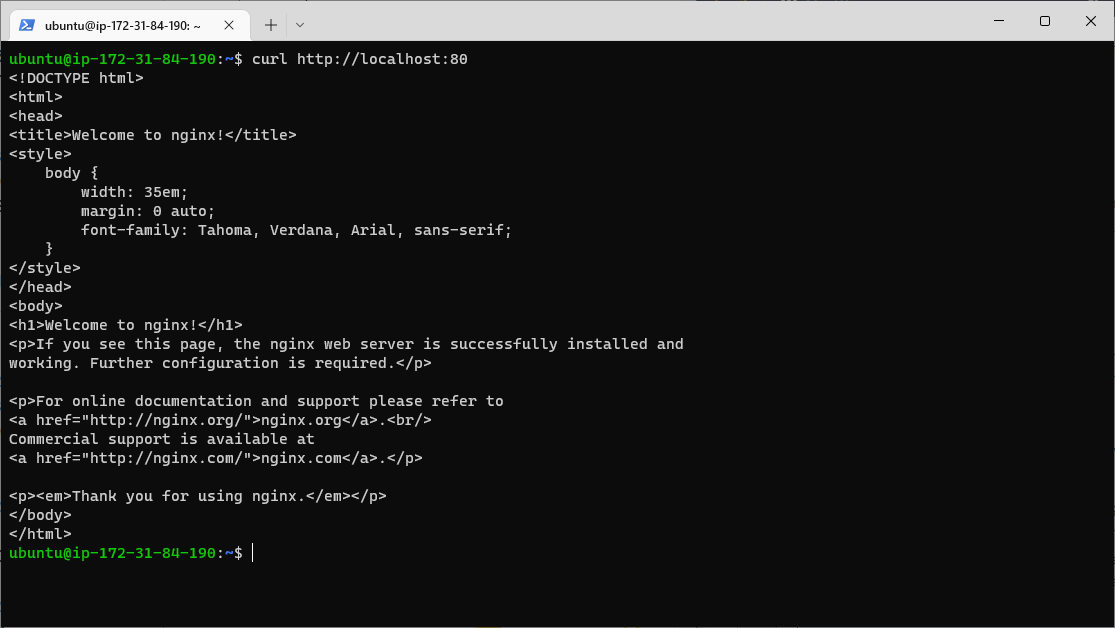 ubuntu@ip-172-31-84-190: ~
ubuntu@ip-172-31-84-190:~$ curl http://localhost:80
<!DOCTYPE html>
<html>
<head>
<title>Welcome to nginx!</title>
<style>
    body {
        width: 35em;
        margin: 0 auto;
        font-family: Tahoma, Verdana, Arial, sans-serif;
    }
</style>
</head>
<body>
<h1>Welcome to nginx!</h1>
<p>If you see this page, the nginx web server is successfully installed and
working. Further configuration is required.</p>

<p>For online documentation and support please refer to
<a href="http://nginx.org/">nginx.org</a>.<br/>
Commercial support is available at
<a href="http://nginx.com/">nginx.com</a>.</p>

<p><em>Thank you for using nginx.</em></p>
</body>
</html>
ubuntu@ip-172-31-84-190:~$